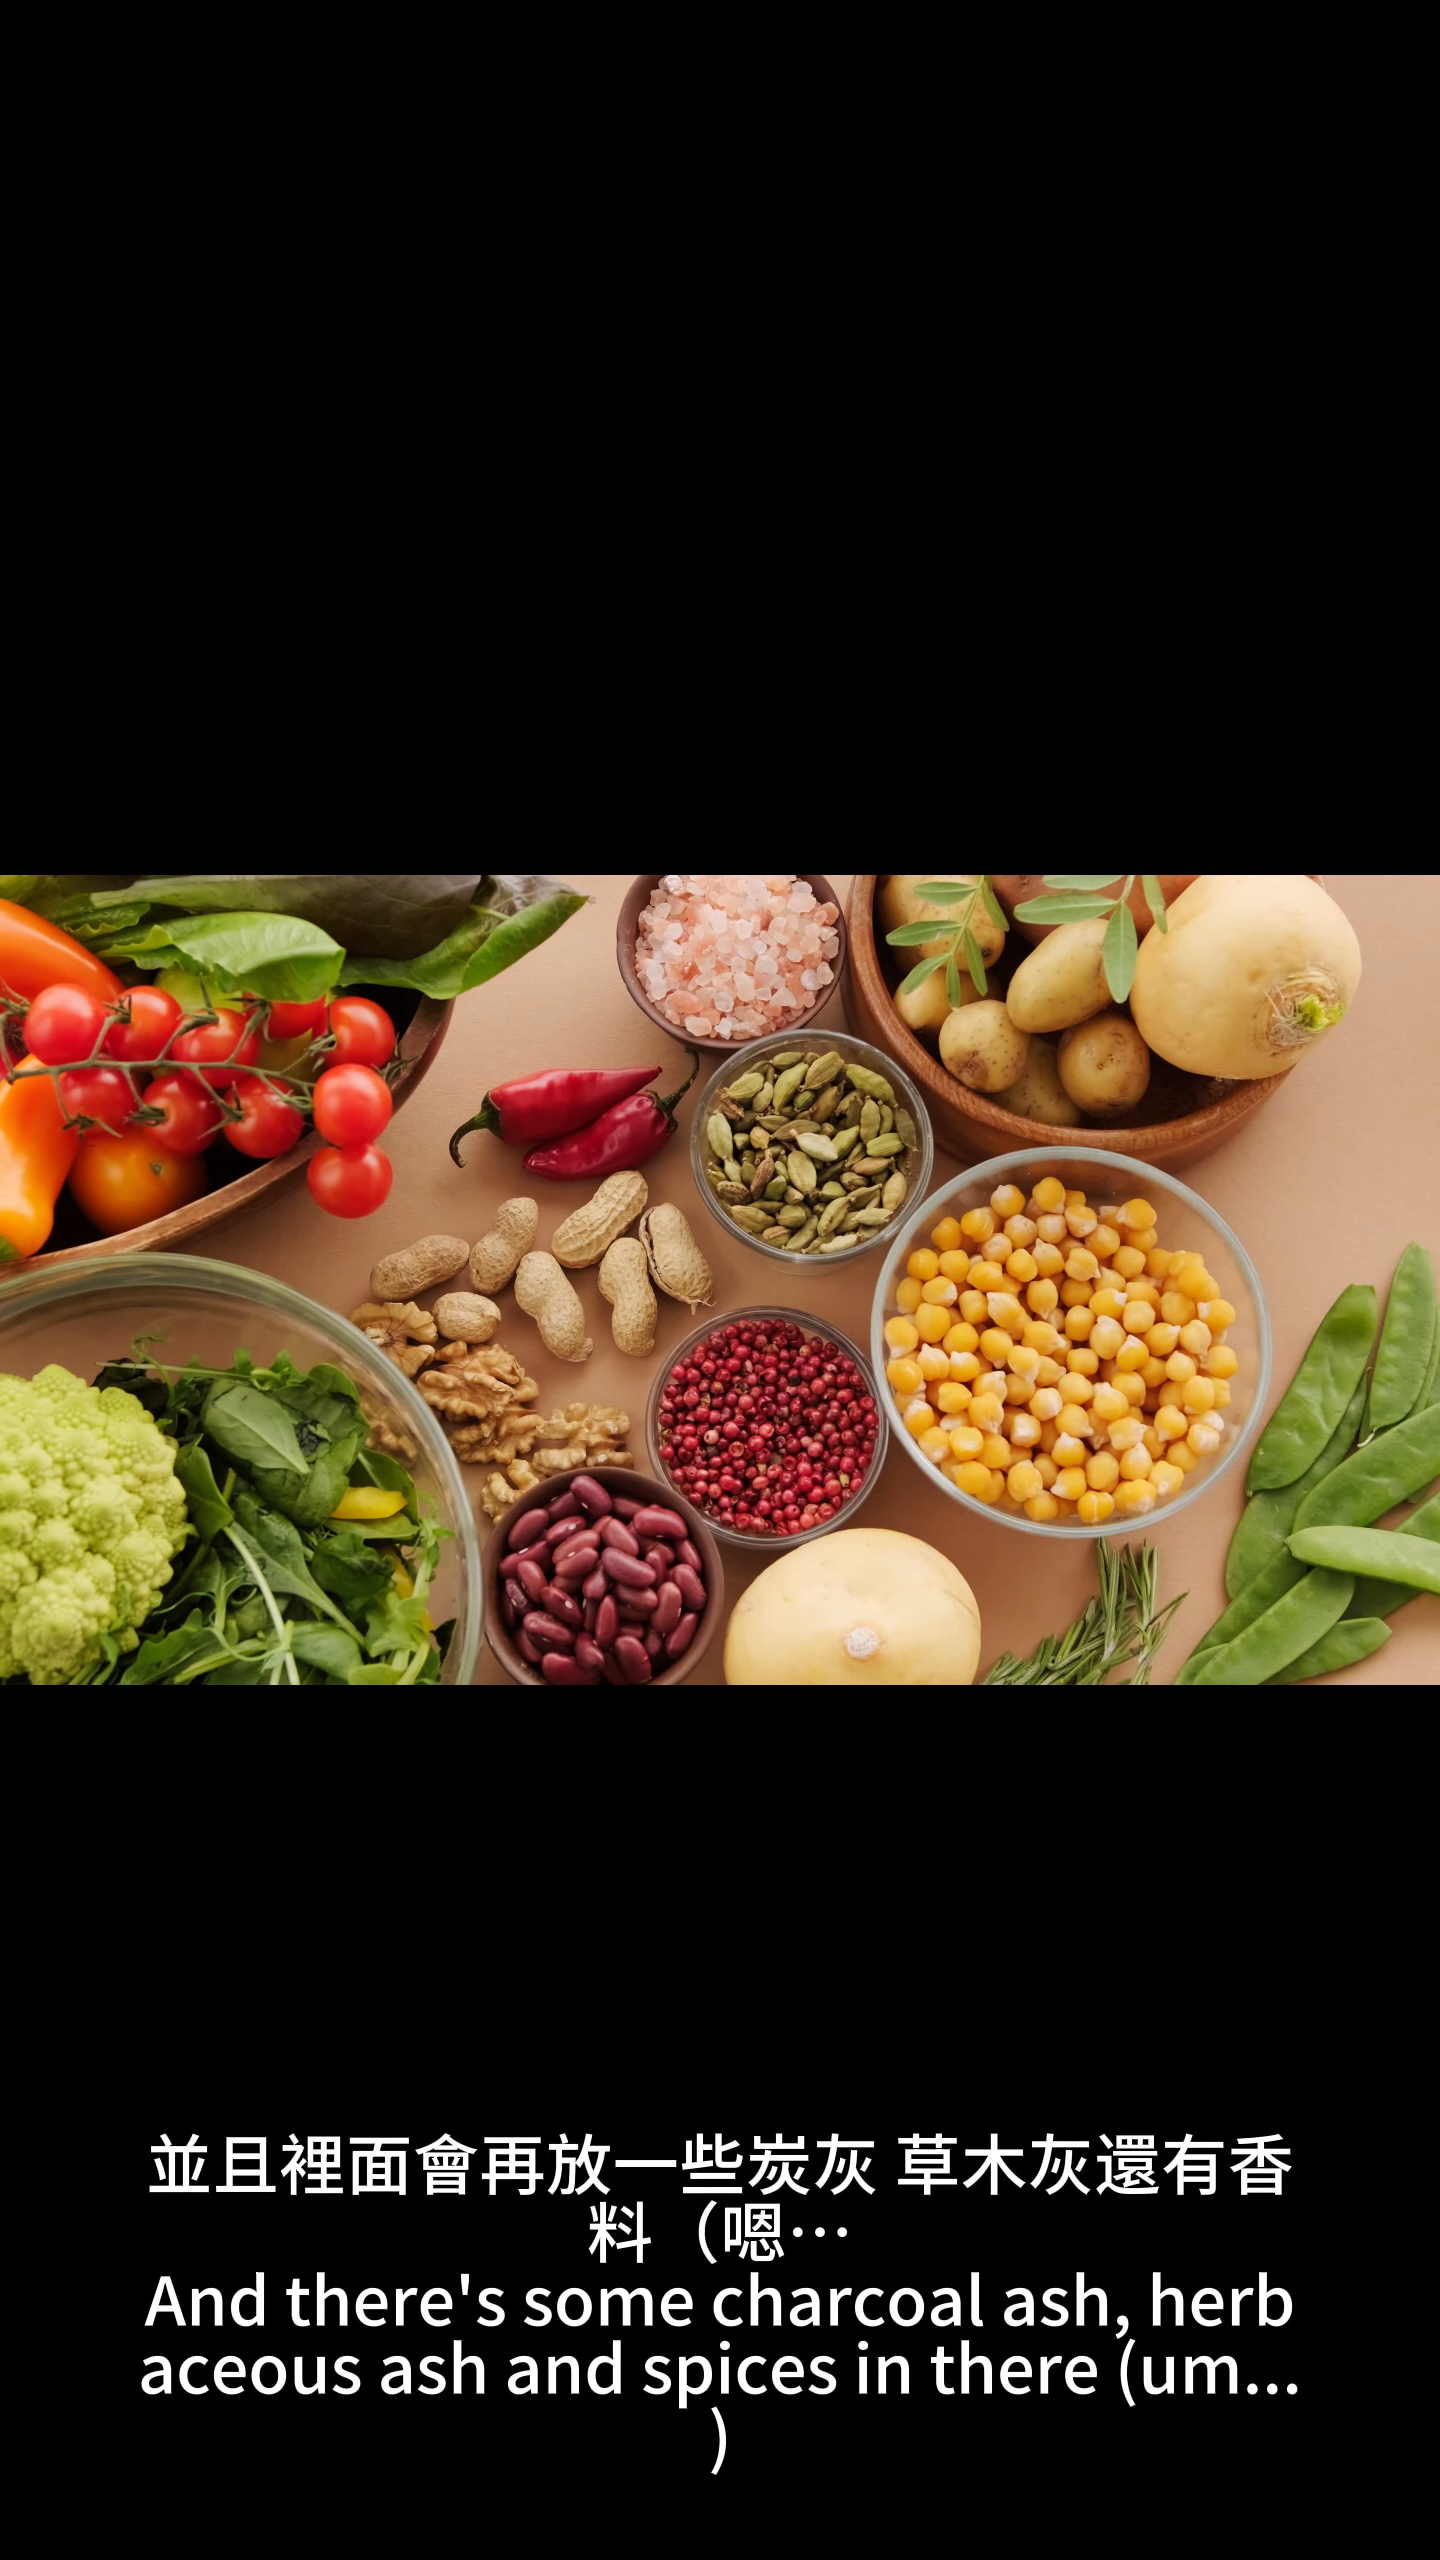 並且裡面會再放一些炭灰 草木灰還有香
料（嗯…
And there's some charcoal ash, herb
aceous ash and spices in there (um...
)